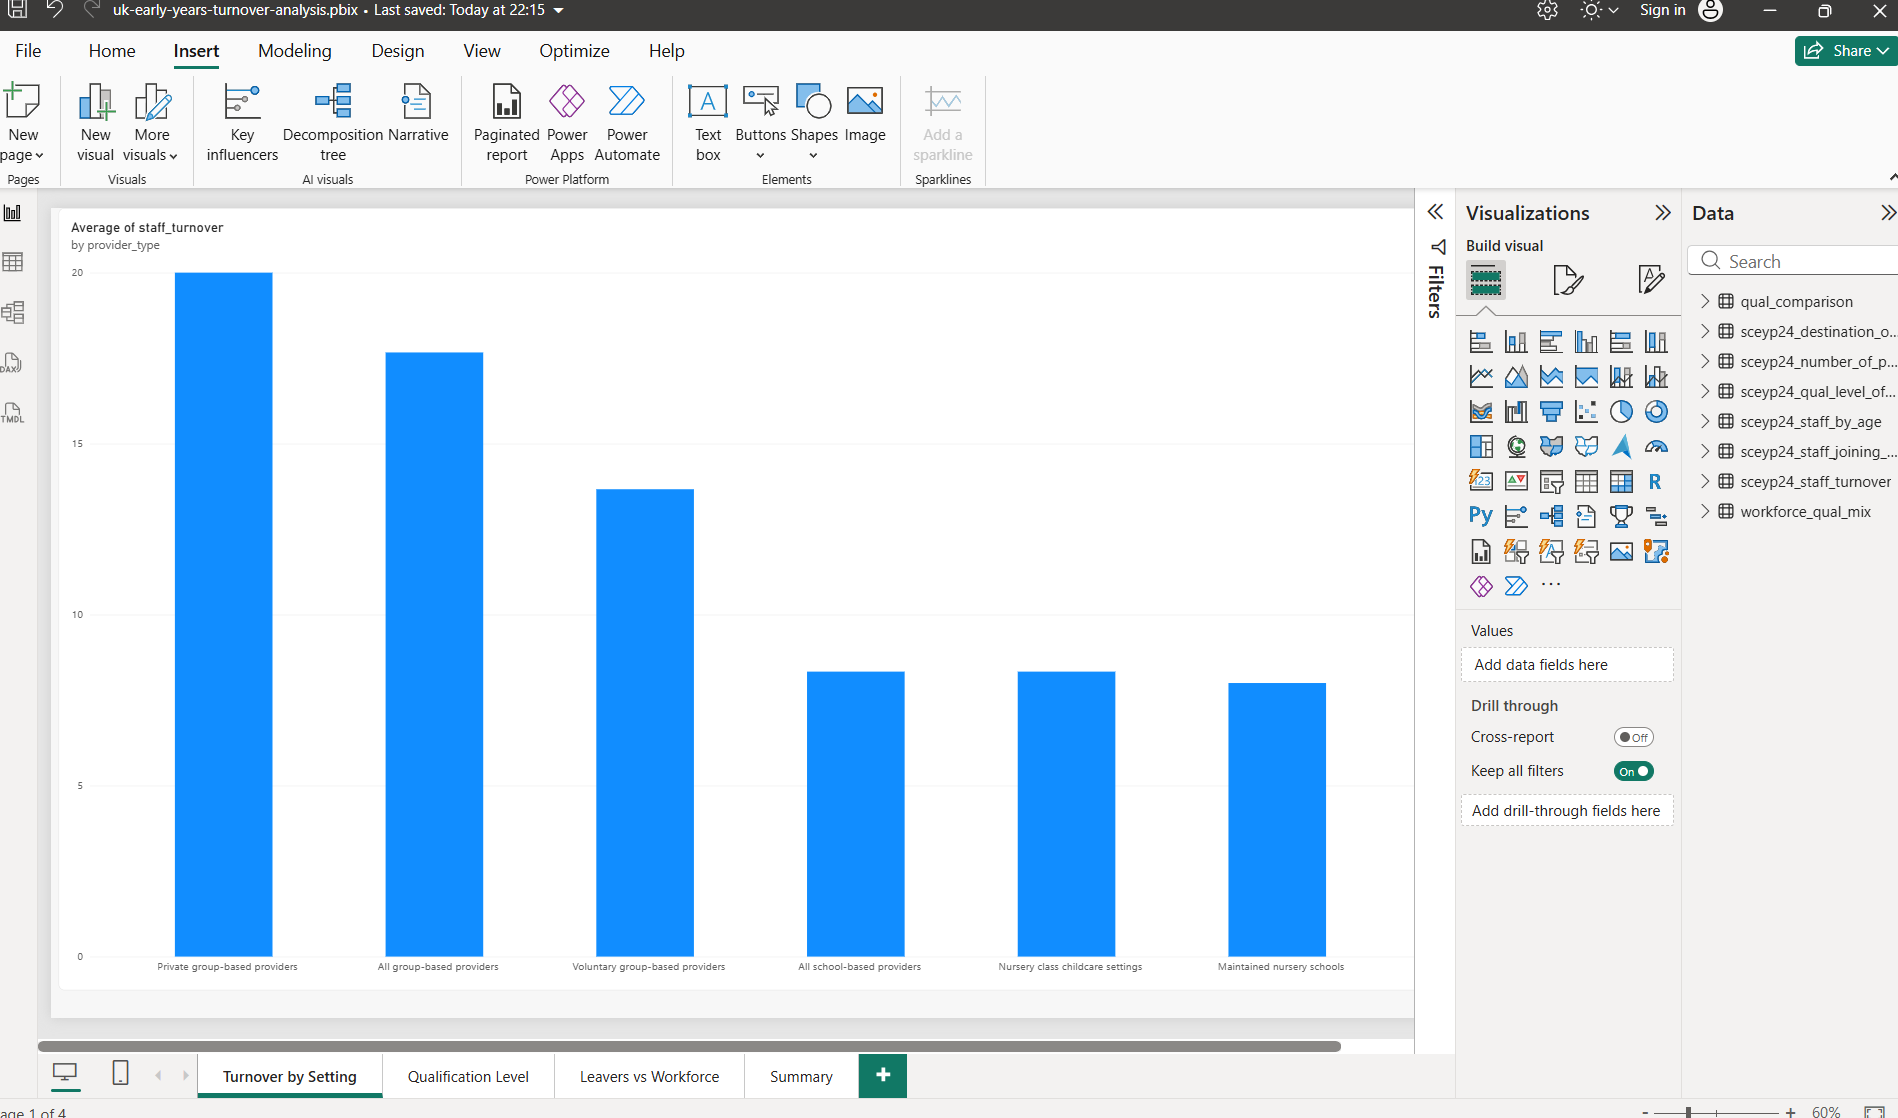 uk-early-years-turnover-analysis.pbix • Last saved: Today at 22:15
Sign in
File Home Insert Modeling Design View Optimize Help
Share
New page
New visual
More visuals
Key influencers
Decomposition tree
Narrative
Paginated report
Power Apps
Power Automate
Text box
Buttons
Shapes
Image
Add a sparkline
Pages
Visuals
AI visuals
Power Platform
Elements
Sparklines
DAX
TMDL
Average of staff_turnover
by provider_type
20
15
10
5
0
Private group-based providers
All group-based providers
Voluntary group-based providers
All school-based providers
Nursery class childcare settings
Maintained nursery schools
Filters
Visualizations
Build visual
123
R
Py
Values
Add data fields here
Drill through
Cross-report
Off
Keep all filters
On
Add drill-through fields here
Data
Search
qual_comparison
sceyp24_destination_o...
sceyp24_number_of_p...
sceyp24_qual_level_of...
sceyp24_staff_by_age
sceyp24_staff_joining_...
sceyp24_staff_turnover
workforce_qual_mix
Turnover by Setting
Qualification Level
Leavers vs Workforce
Summary
age 1 of 4
60%